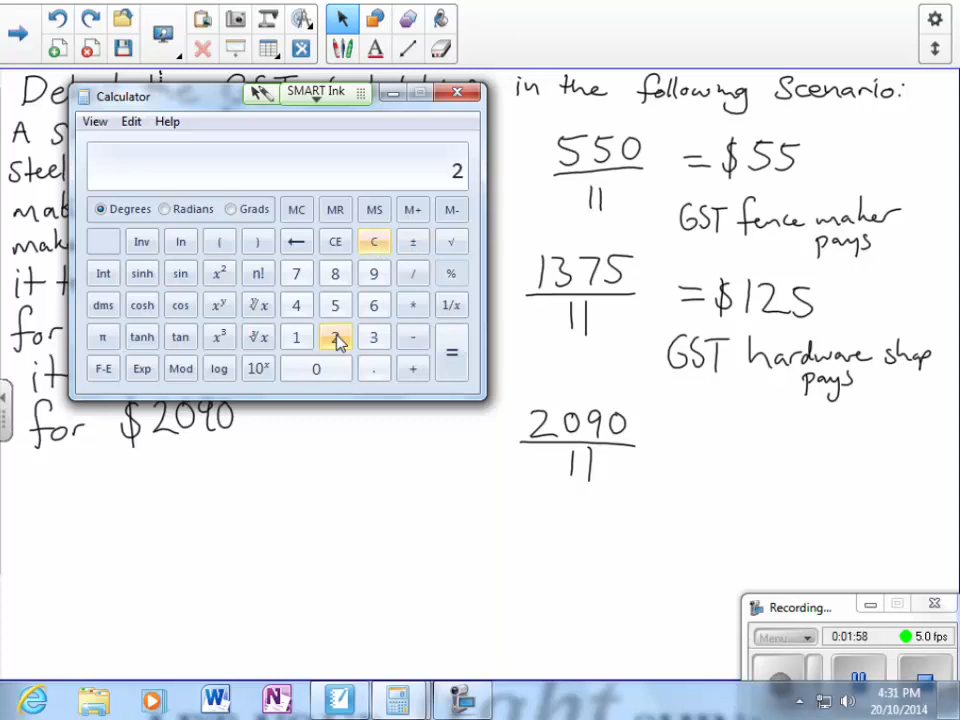 in the following Scenario:
A S
Steel
mak
make
it
for
it
for $2090
Calculator
SMART Ink
View Edit Help
2
Degrees Radians Grads MC MR MS M+ M-
Inv ln ( ) CE C ± √
Int sinh sin x² n! 7 8 9 / %
dms cosh cos xʸ ʸ√x 4 5 6 * 1/x
π tanh tan x³ ³√x 1 2 3 - =
F-E Exp Mod log 10ˣ 0 . +
550
11
= $55
GST fence maker
pays
1375
11
= $125
GST hardware shop
pays
2090
11
Recording...
Menu 0:01:58 5.0 fps
4:31 PM
20/10/2014